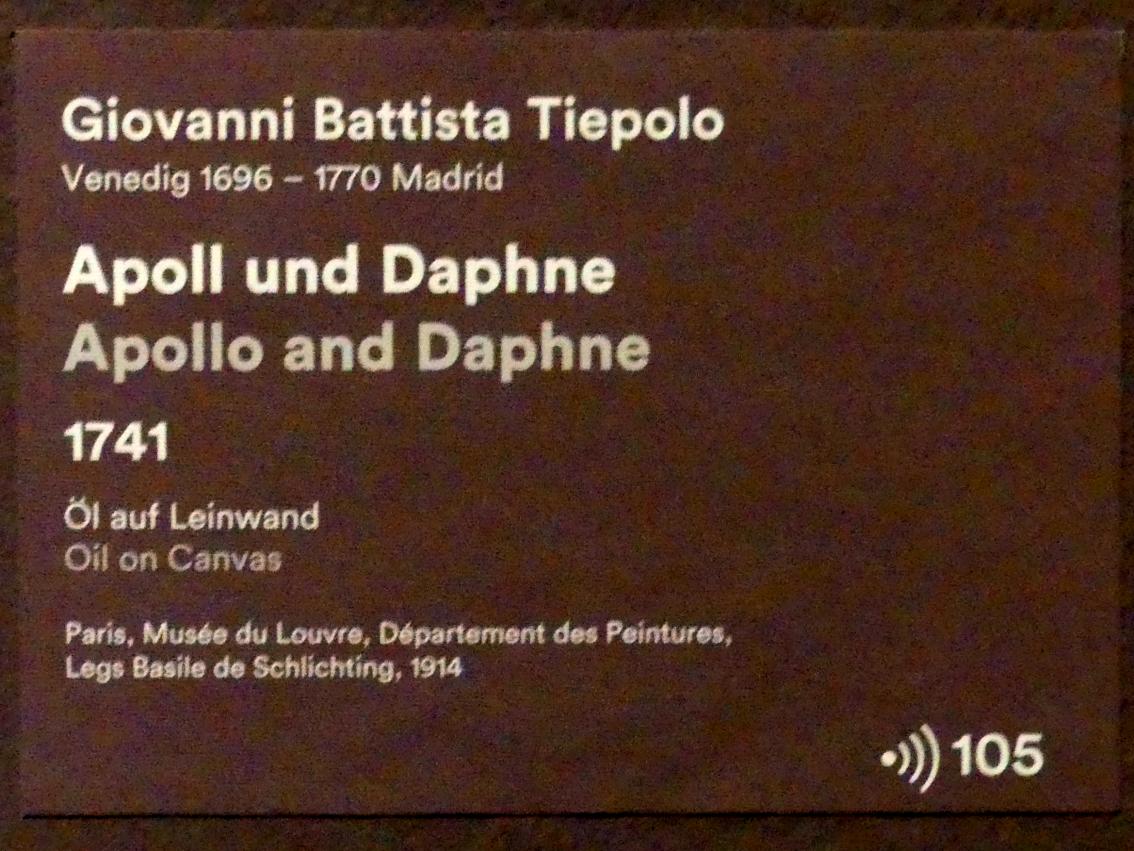 Giovanni Battista Tiepolo
Venedig 1696 – 1770 Madrid
Apoll und Daphne
Apollo and Daphne
1741
Öl auf Leinwand
Oil on Canvas
Paris, Musée du Louvre, Département des Peintures,
Legs Basile de Schlichting, 1914
105